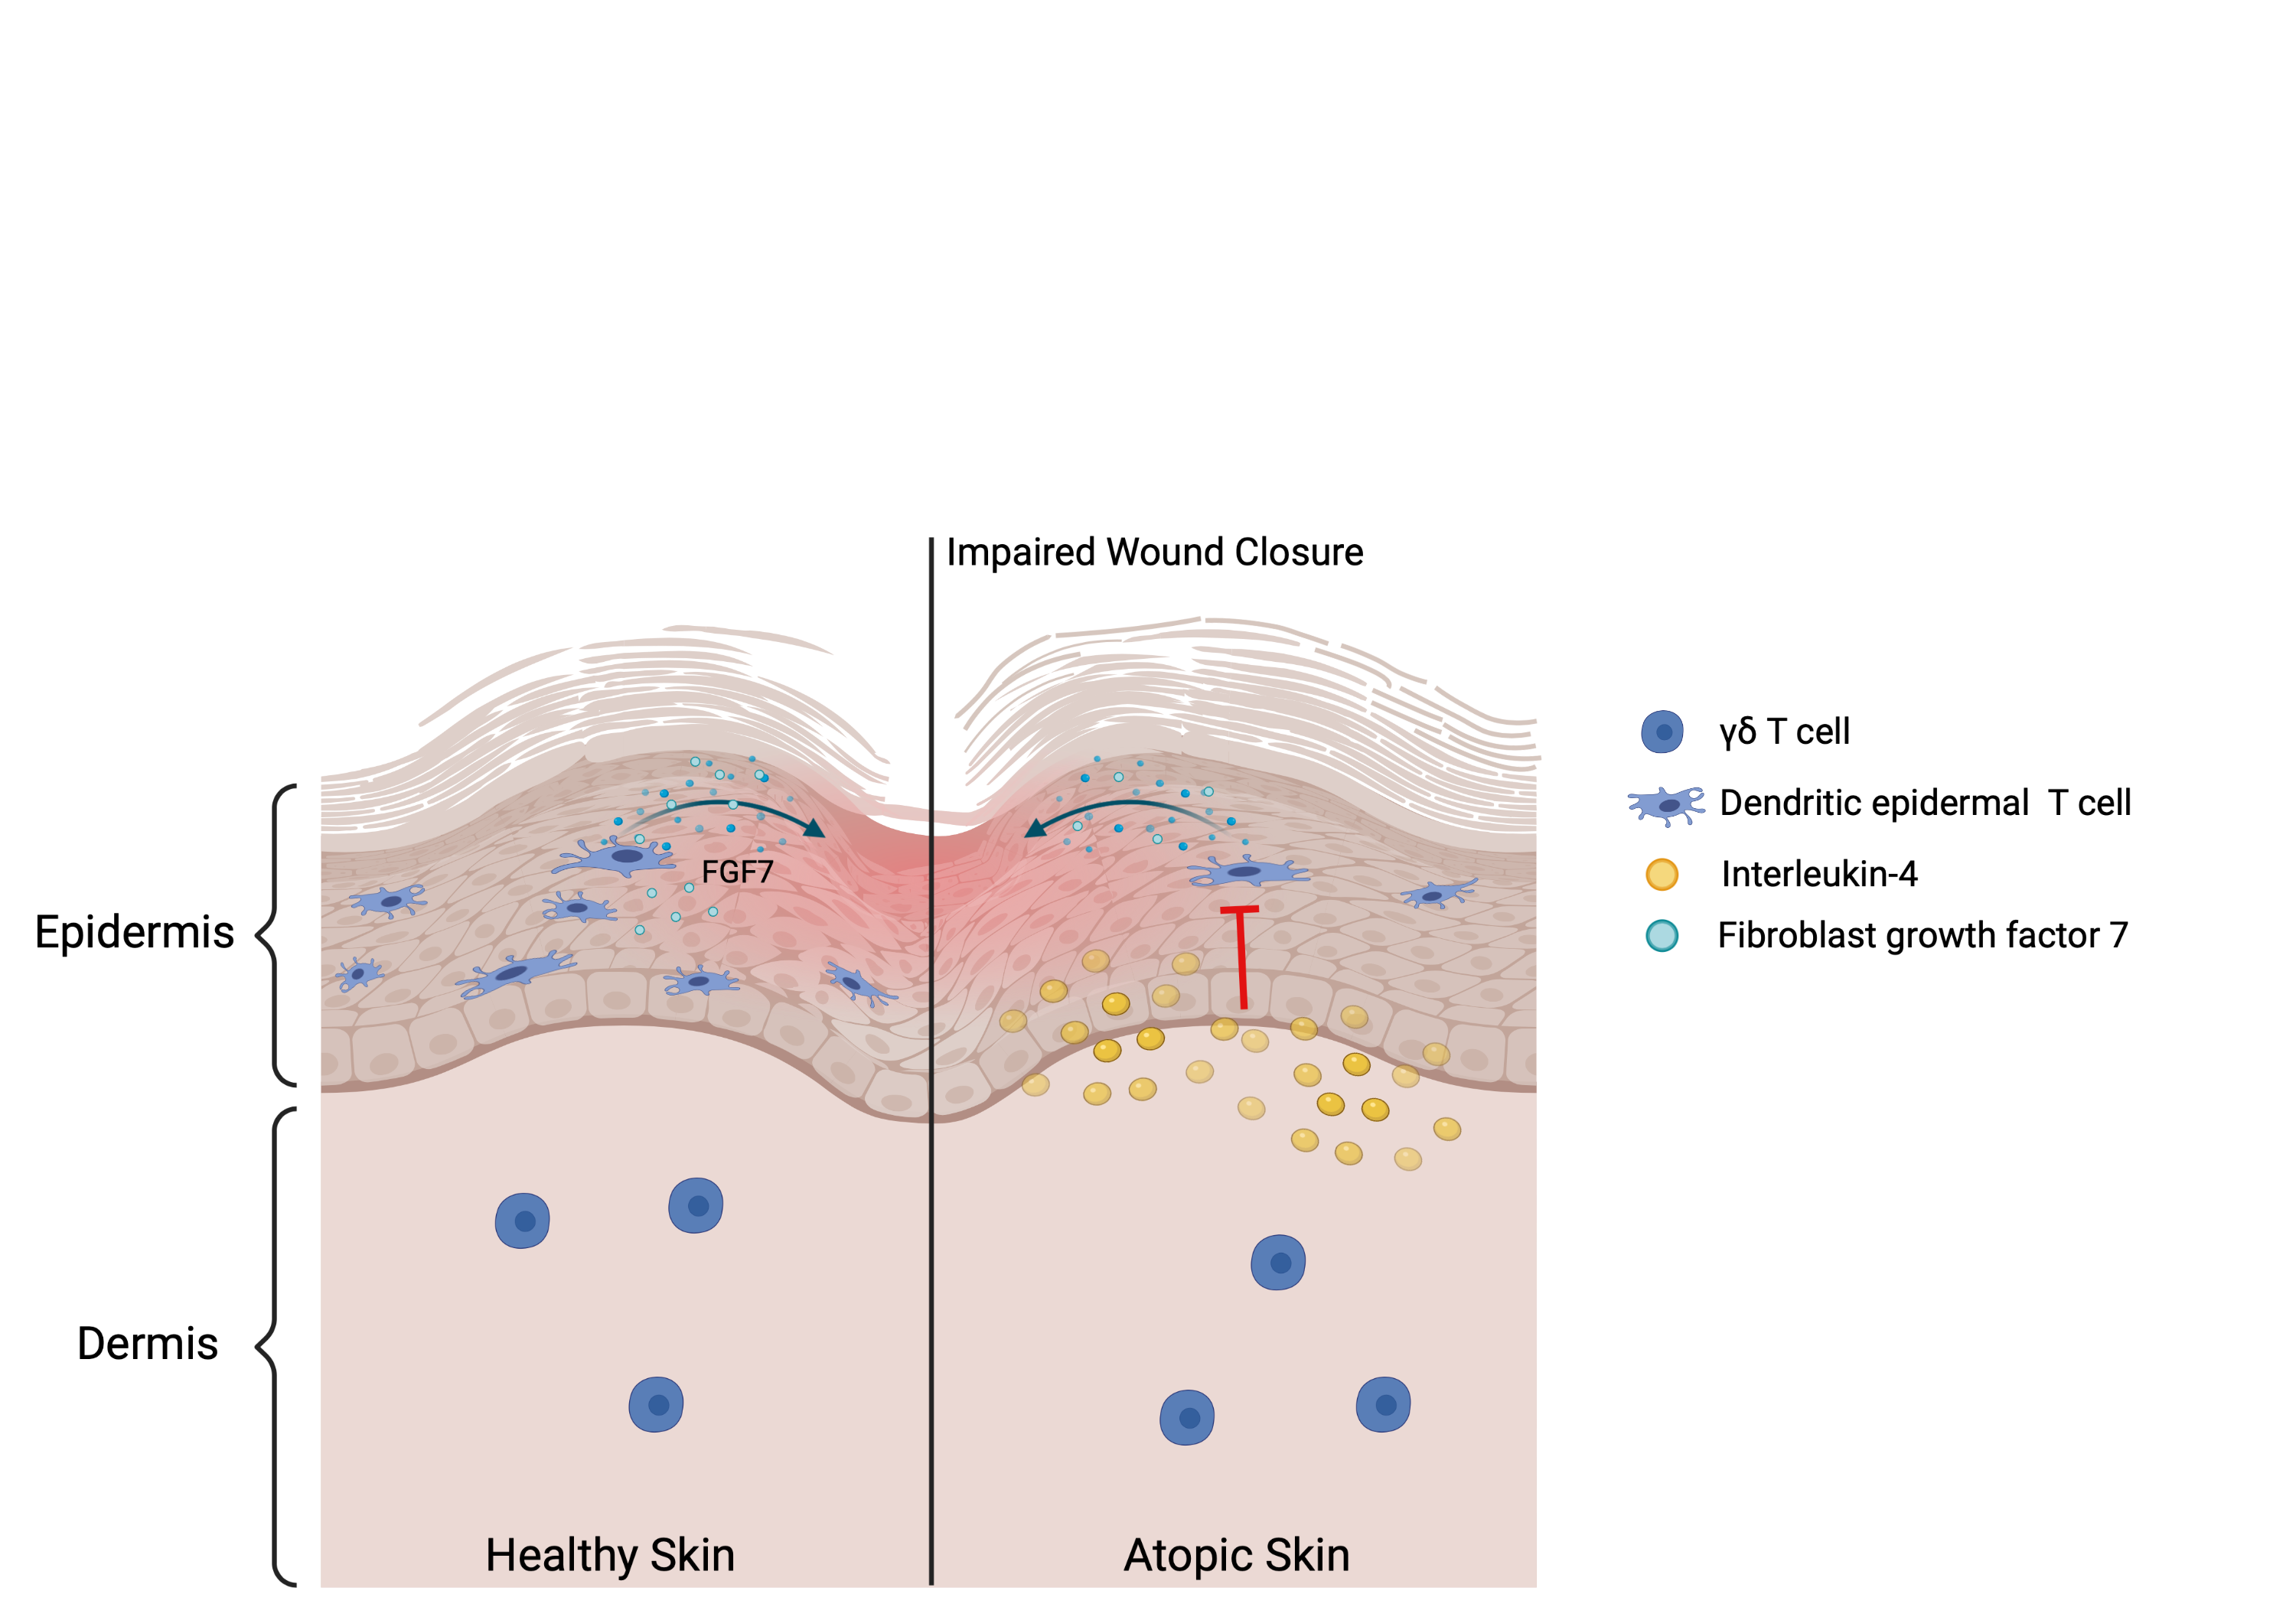 Impaired Wound Closure
γδ T cell
Dendritic epidermal T cell
Interleukin-4
Fibroblast growth factor 7
FGF7
Epidermis
Dermis
Healthy Skin
Atopic Skin